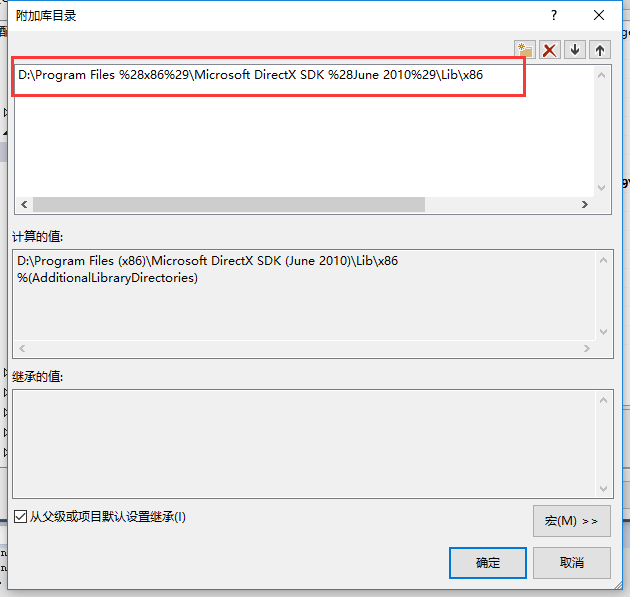 附加库目录
D:\Program Files %28x86%29\Microsoft DirectX SDK %28June 2010%29\Lib\x86
计算的值:
D:\Program Files (x86)\Microsoft DirectX SDK (June 2010)\Lib\x86
%(AdditionalLibraryDirectories)
继承的值:
从父级或项目默认设置继承(I)
宏(M) >>
确定
取消